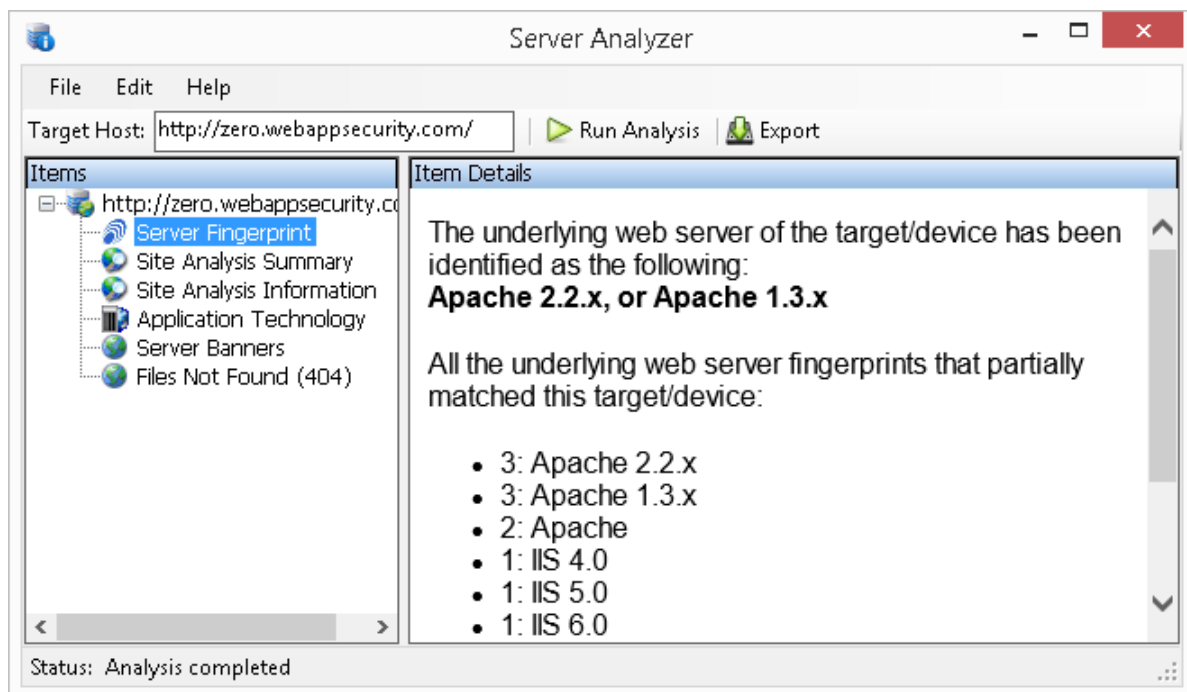 Server Analyzer
File Edit Help
Target Host: http://zero.webappsecurity.com/ Run Analysis Export
Items
http://zero.webappsecurity.co
Server Fingerprint
Site Analysis Summary
Site Analysis Information
Application Technology
Server Banners
Files Not Found (404)
Item Details
The underlying web server of the target/device has been
identified as the following:
Apache 2.2.x, or Apache 1.3.x
All the underlying web server fingerprints that partially
matched this target/device:
• 3: Apache 2.2.x
• 3: Apache 1.3.x
• 2: Apache
• 1: IIS 4.0
• 1: IIS 5.0
• 1: IIS 6.0
Status: Analysis completed